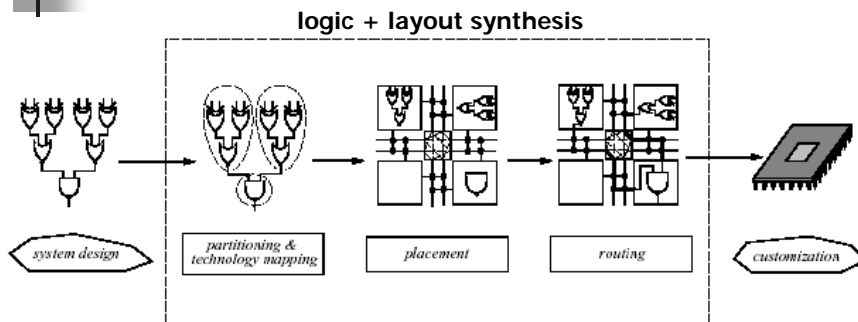 logic + layout synthesis
system design
partitioning &
technology mapping
placement
routing
customization